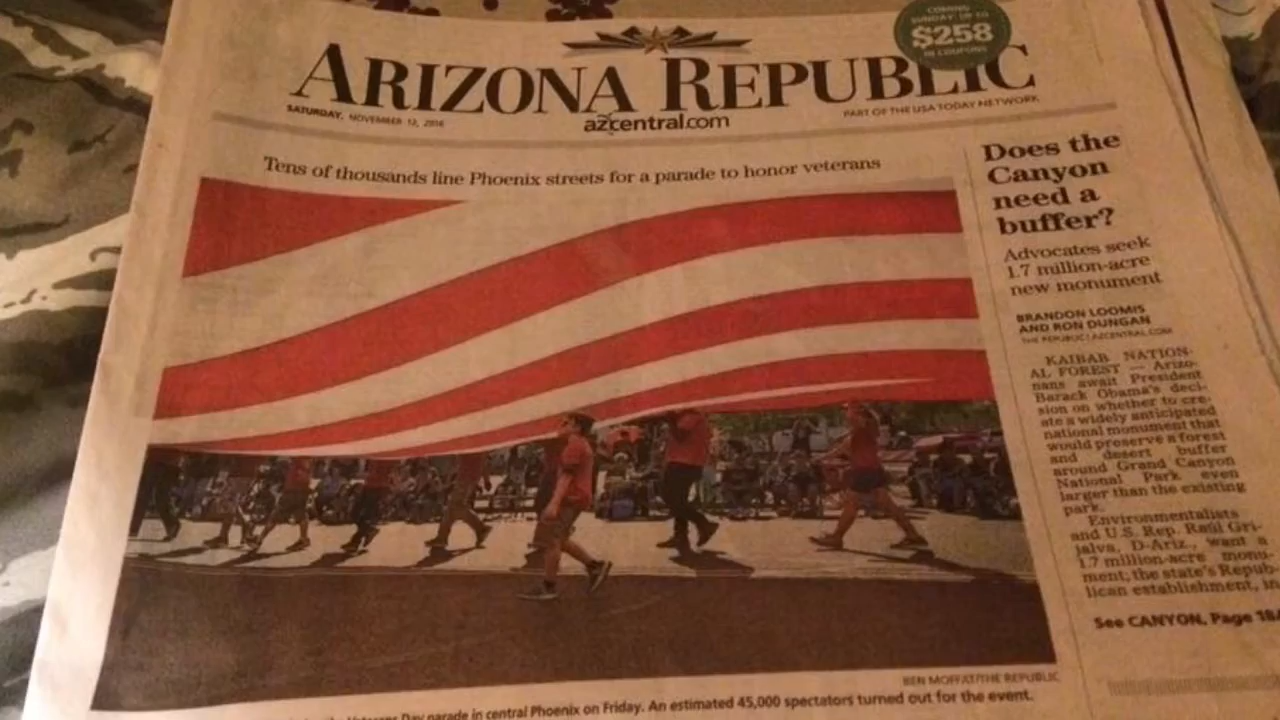 COMING
SUNDAY: UP TO
$258
IN COUPONS
ARIZONA REPUBLIC
SATURDAY, NOVEMBER 12, 2016
azcentral.com
PART OF THE USA TODAY NETWORK
Tens of thousands line Phoenix streets for a parade to honor veterans
BEN MOFFAT/THE REPUBLIC
Veterans Day parade in central Phoenix on Friday. An estimated 45,000 spectators turned out for the event.
Does the
Canyon
need a
buffer?
Advocates seek
1.7 million-acre
new monument
BRANDON LOOMIS
AND RON DUNGAN
THE REPUBLIC | AZCENTRAL.COM
KAIBAB NATION-
AL FOREST — Arizo-
nans await President
Barack Obama's deci-
sion on whether to cre-
ate a widely anticipated
national monument that
would preserve a forest
and desert buffer
around Grand Canyon
National Park even
larger than the existing
park.
Environmentalists
and U.S. Rep. Raúl Gri-
jalva, D-Ariz., want a
1.7 million-acre monu-
ment; the state's Repub-
lican establishment, in
See CANYON, Page 18A